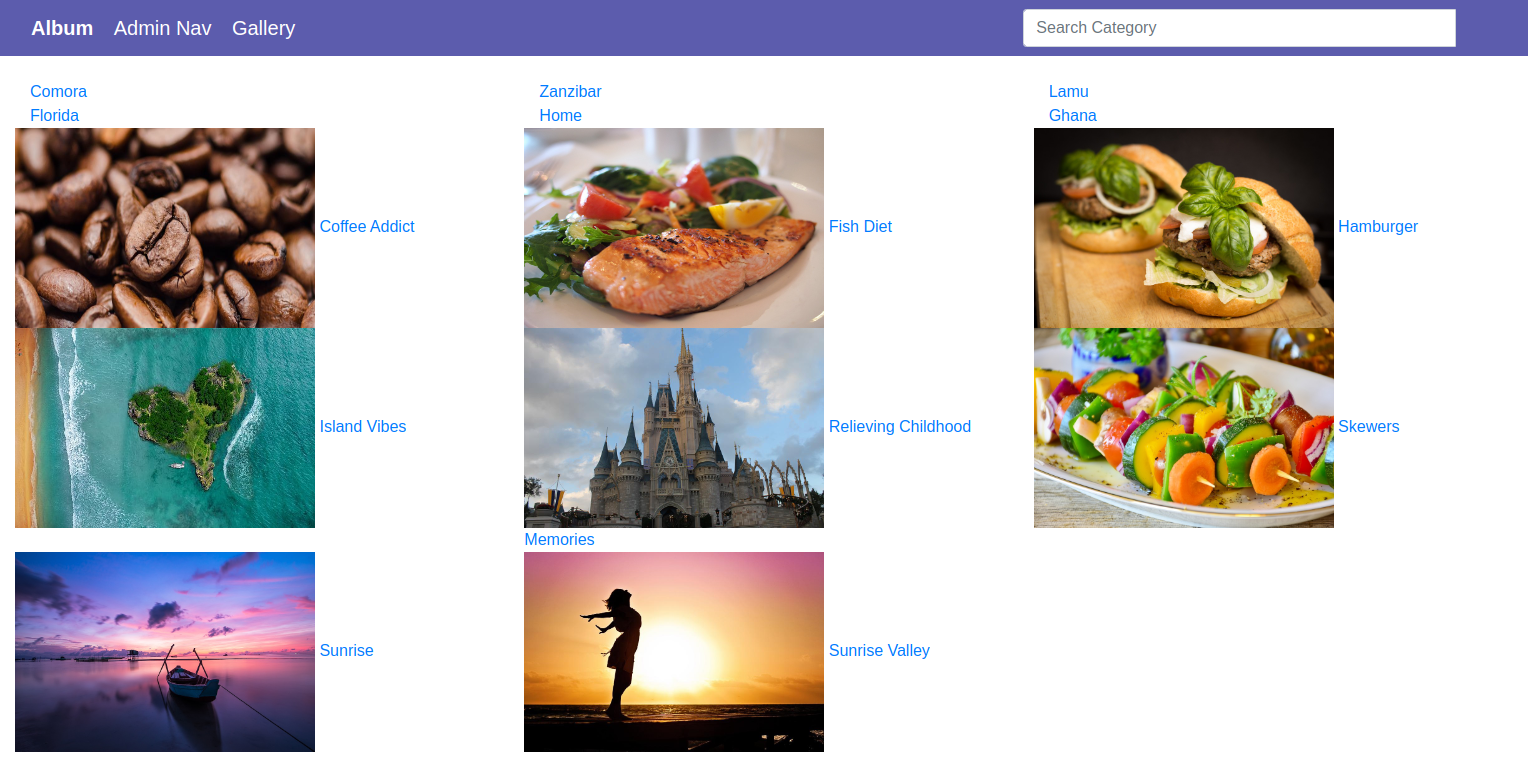 Album Admin Nav Gallery Search Category
Comora Zanzibar Lamu
Florida Home Ghana
Coffee Addict Fish Diet Hamburger
Island Vibes Relieving Childhood Skewers
Memories
Sunrise Sunrise Valley